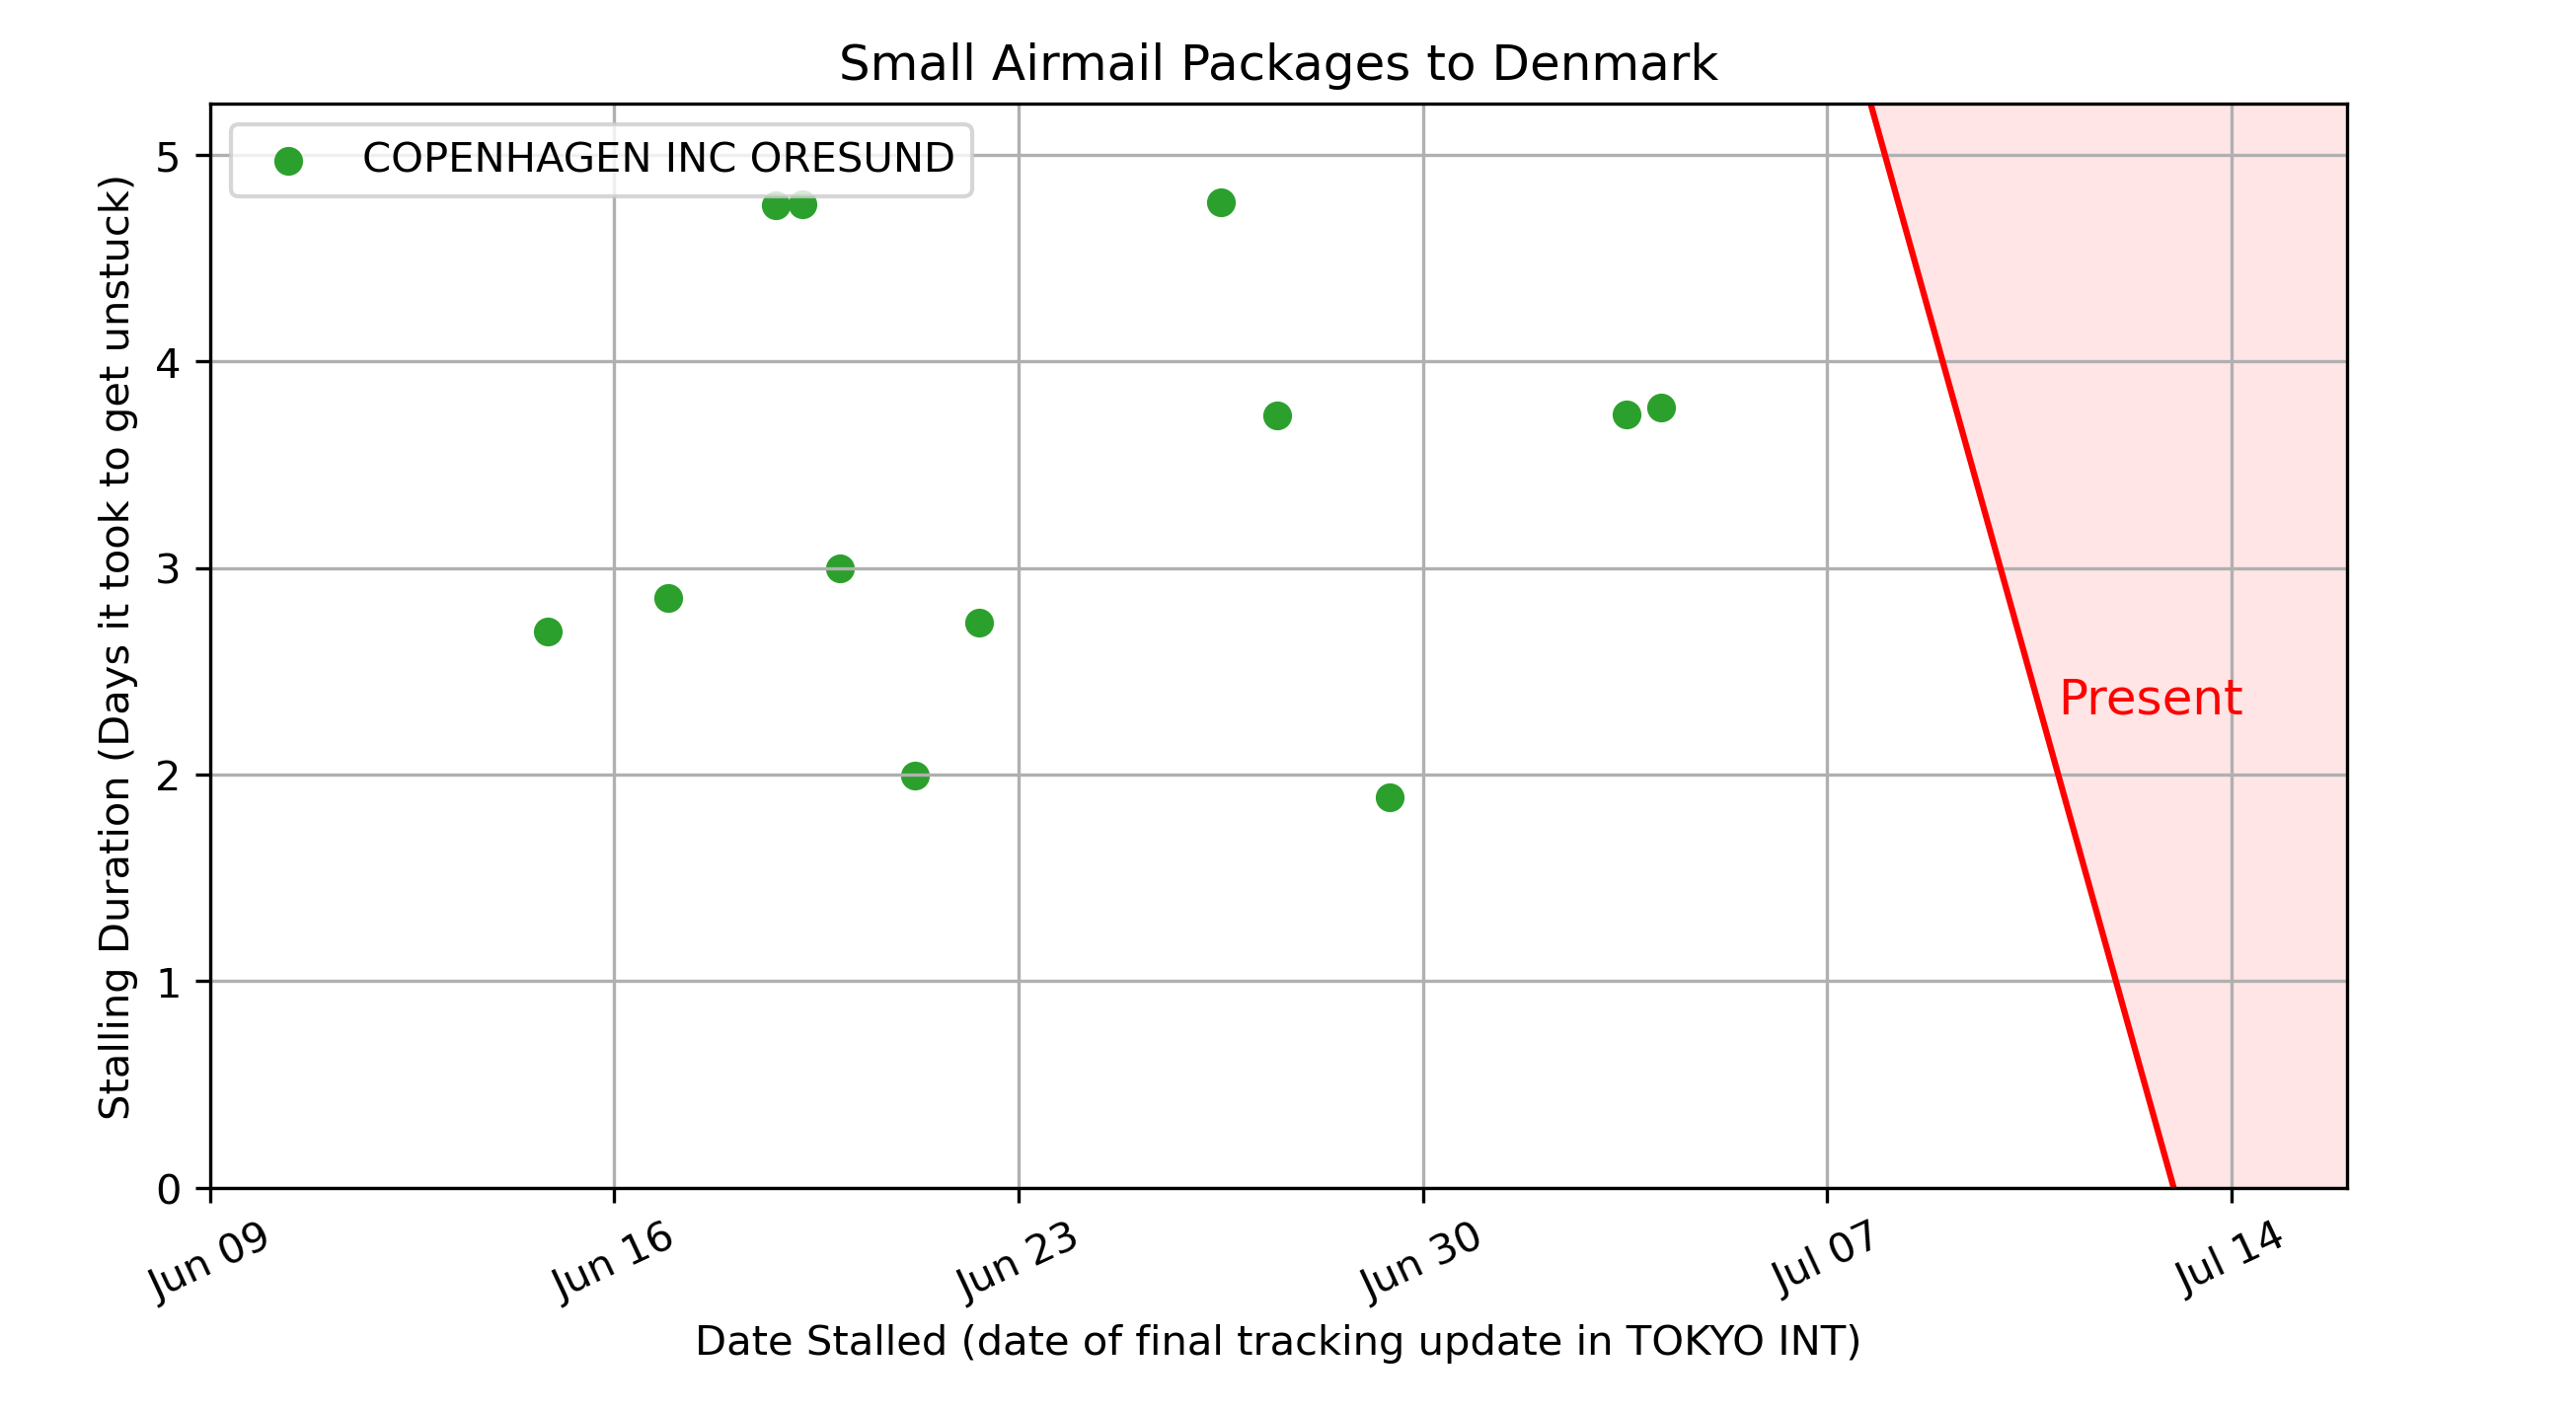 Small Airmail Packages to Denmark
COPENHAGEN INC ORESUND
Stalling Duration (Days it took to get unstuck)
5
4
3
2
1
0
Present
Jun 09
Jun 16
Jun 23
Jun 30
Jul 07
Jul 14
Date Stalled (date of final tracking update in TOKYO INT)